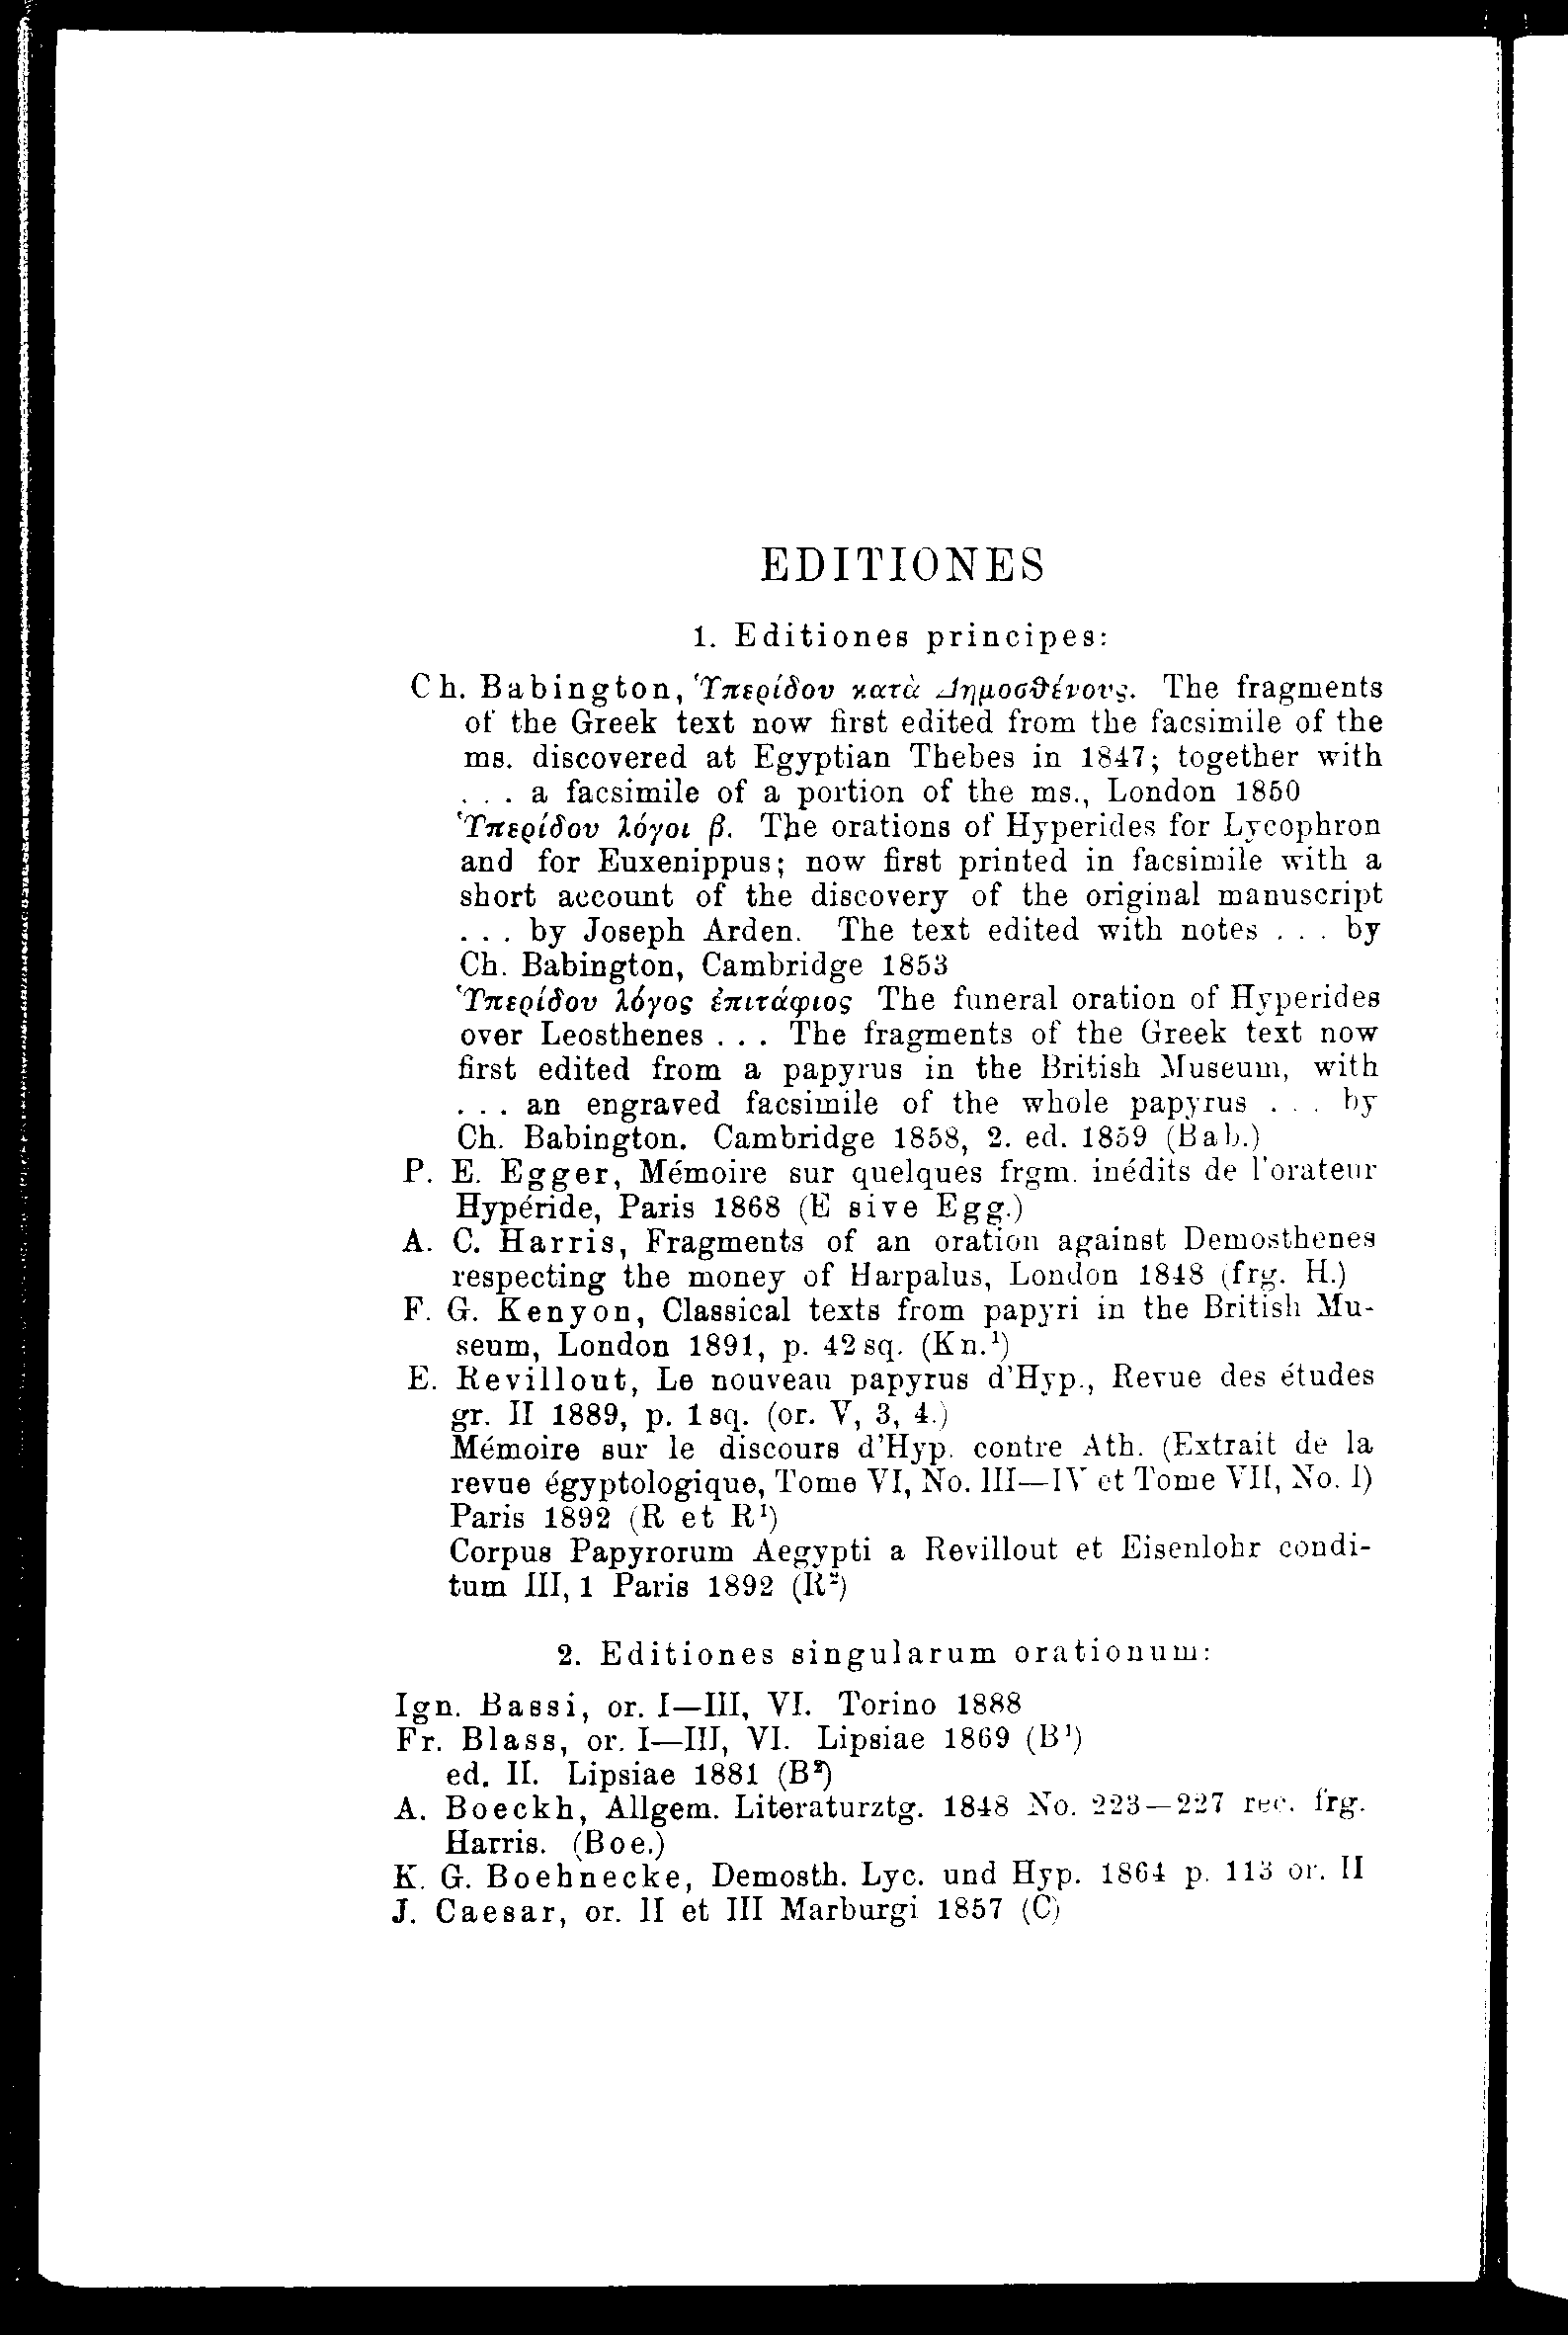 EDITIONES
1. Editiones principes:
Ch. Babington, Ὑπερίδου κατὰ Δημοσθένους. The fragments
of the Greek text now first edited from the facsimile of the
ms. discovered at Egyptian Thebes in 1847; together with
. . . a facsimile of a portion of the ms., London 1850
Ὑπερίδου λόγοι β. The orations of Hyperides for Lycophron
and for Euxenippus; now first printed in facsimile with a
short account of the discovery of the original manuscript
. . . by Joseph Arden. The text edited with notes . . . by
Ch. Babington, Cambridge 1853
Ὑπερίδου λόγος ἐπιτάφιος The funeral oration of Hyperides
over Leosthenes . . . The fragments of the Greek text now
first edited from a papyrus in the British Museum, with
. . . an engraved facsimile of the whole papyrus . . . by
Ch. Babington. Cambridge 1858, 2. ed. 1859 (Bab.)
P. E. Egger, Mémoire sur quelques frgm. inédits de l'orateur
Hypéride, Paris 1868 (E sive Egg.)
A. C. Harris, Fragments of an oration against Demosthenes
respecting the money of Harpalus, London 1848 (frg. H.)
F. G. Kenyon, Classical texts from papyri in the British Mu-
seum, London 1891, p. 42 sq. (Kn.¹)
E. Revillout, Le nouveau papyrus d'Hyp., Revue des études
gr. II 1889, p. 1 sq. (or. V, 3, 4.)
Mémoire sur le discours d'Hyp. contre Ath. (Extrait de la
revue égyptologique, Tome VI, No. III—IV et Tome VII, No. I)
Paris 1892 (R et R¹)
Corpus Papyrorum Aegypti a Revillout et Eisenlohr condi-
tum III, 1 Paris 1892 (R²)
2. Editiones singularum orationum:
Ign. Bassi, or. I—III, VI. Torino 1888
Fr. Blass, or. I—III, VI. Lipsiae 1869 (B¹)
ed. II. Lipsiae 1881 (B²)
A. Boeckh, Allgem. Literaturztg. 1848 No. 223—227 rec. frg.
Harris. (Boe.)
K. G. Boehnecke, Demosth. Lyc. und Hyp. 1864 p. 113 or. II
J. Caesar, or. II et III Marburgi 1857 (C)